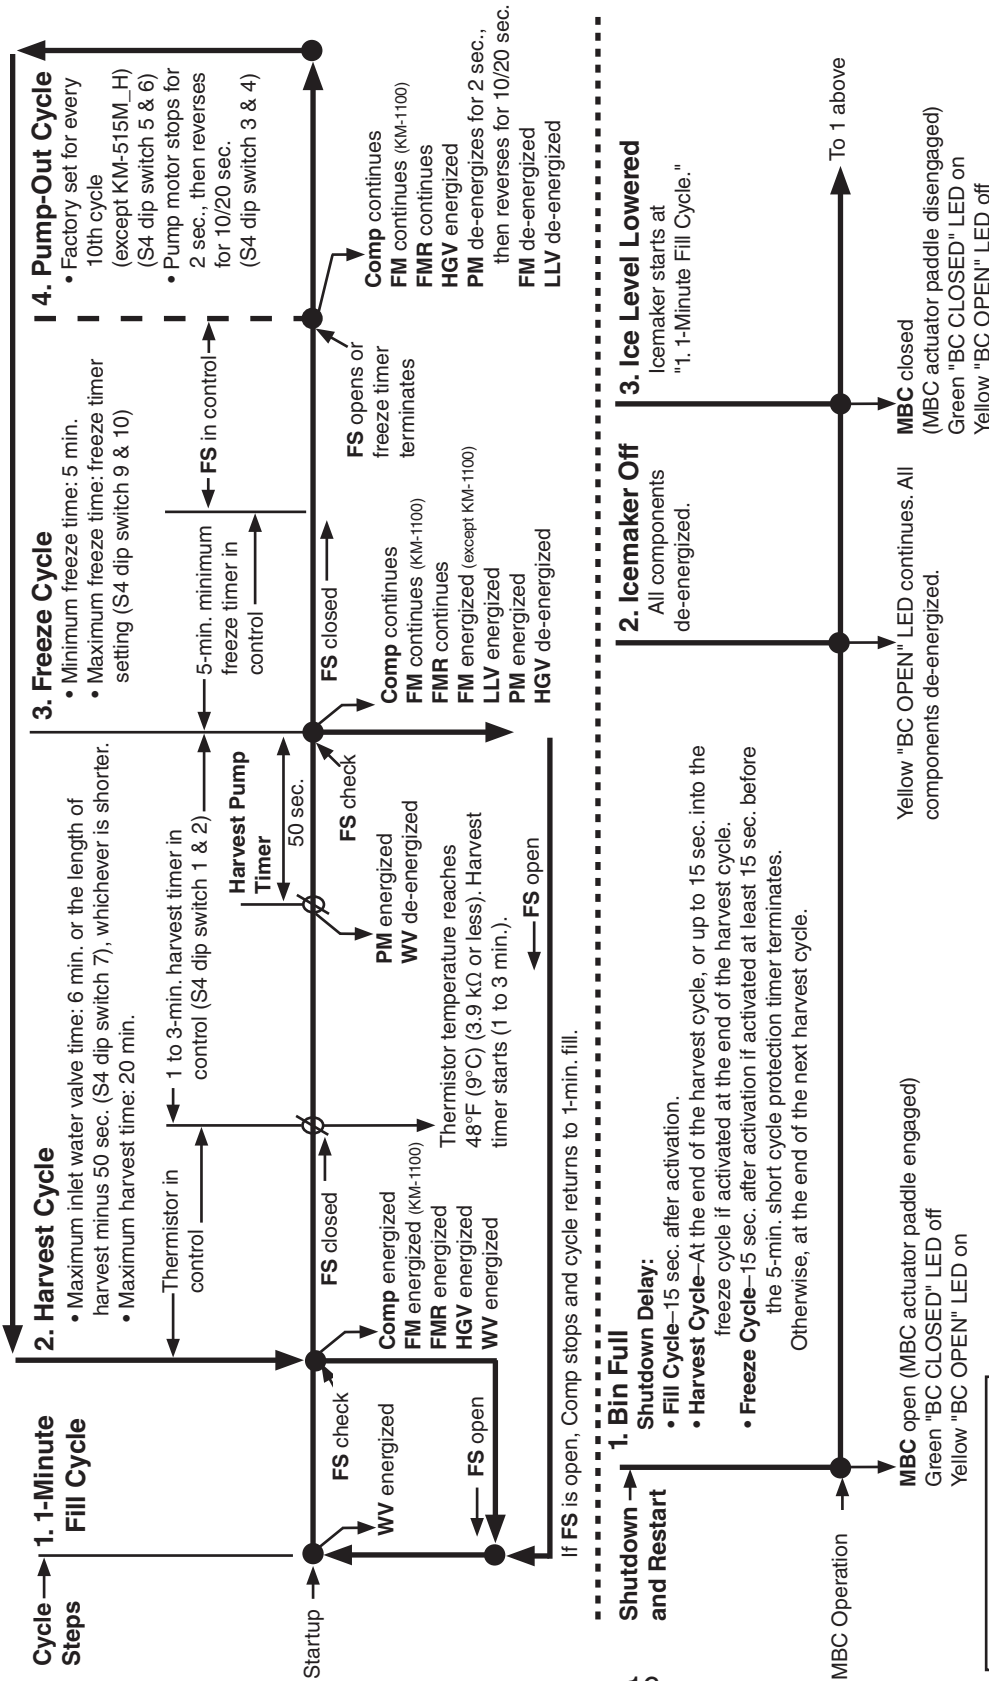 Cycle
Steps
1. 1-Minute
Fill Cycle
2. Harvest Cycle
• Maximum inlet water valve time: 6 min. or the length of
harvest minus 50 sec. (S4 dip switch 7), whichever is shorter.
• Maximum harvest time: 20 min.
3. Freeze Cycle
• Minimum freeze time: 5 min.
• Maximum freeze time: freeze timer
setting (S4 dip switch 9 & 10)
4. Pump-Out Cycle
• Factory set for every
10th cycle
(except KM-515M_H)
(S4 dip switch 5 & 6)
• Pump motor stops for
2 sec., then reverses
for 10/20 sec.
(S4 dip switch 3 & 4)
Thermistor in
control
1 to 3-min. harvest timer in
control (S4 dip switch 1 & 2)
Harvest Pump
Timer
50 sec.
5-min. minimum
freeze timer in
control
FS in control
Startup
WV energized
FS check
FS open
FS closed
Comp energized
FM energized (KM-1100)
FMR energized
HGV energized
WV energized
Thermistor temperature reaches
48°F (9°C) (3.9 kΩ or less). Harvest
timer starts (1 to 3 min.).
PM energized
WV de-energized
FS check
FS open
FS closed
Comp continues
FM continues (KM-1100)
FMR continues
FM energized (except KM-1100)
LLV energized
PM energized
HGV de-energized
FS opens or
freeze timer
terminates
Comp continues
FM continues (KM-1100)
FMR continues
HGV energized
PM de-energizes for 2 sec.,
then reverses for 10/20 sec.
FM de-energized
LLV de-energized
If FS is open, Comp stops and cycle returns to 1-min. fill.
Shutdown
and Restart
1. Bin Full
Shutdown Delay:
• Fill Cycle–15 sec. after activation.
• Harvest Cycle–At the end of the harvest cycle, or up to 15 sec. into the
freeze cycle if activated at the end of the harvest cycle.
• Freeze Cycle–15 sec. after activation if activated at least 15 sec. before
the 5-min. short cycle protection timer terminates.
Otherwise, at the end of the next harvest cycle.
2. Icemaker Off
All components
de-energized.
3. Ice Level Lowered
Icemaker starts at
"1. 1-Minute Fill Cycle."
MBC Operation
To 1 above
MBC open (MBC actuator paddle engaged)
Green "BC CLOSED" LED off
Yellow "BC OPEN" LED on
Yellow "BC OPEN" LED continues. All
components de-energized.
MBC closed
(MBC actuator paddle disengaged)
Green "BC CLOSED" LED on
Yellow "BC OPEN" LED off